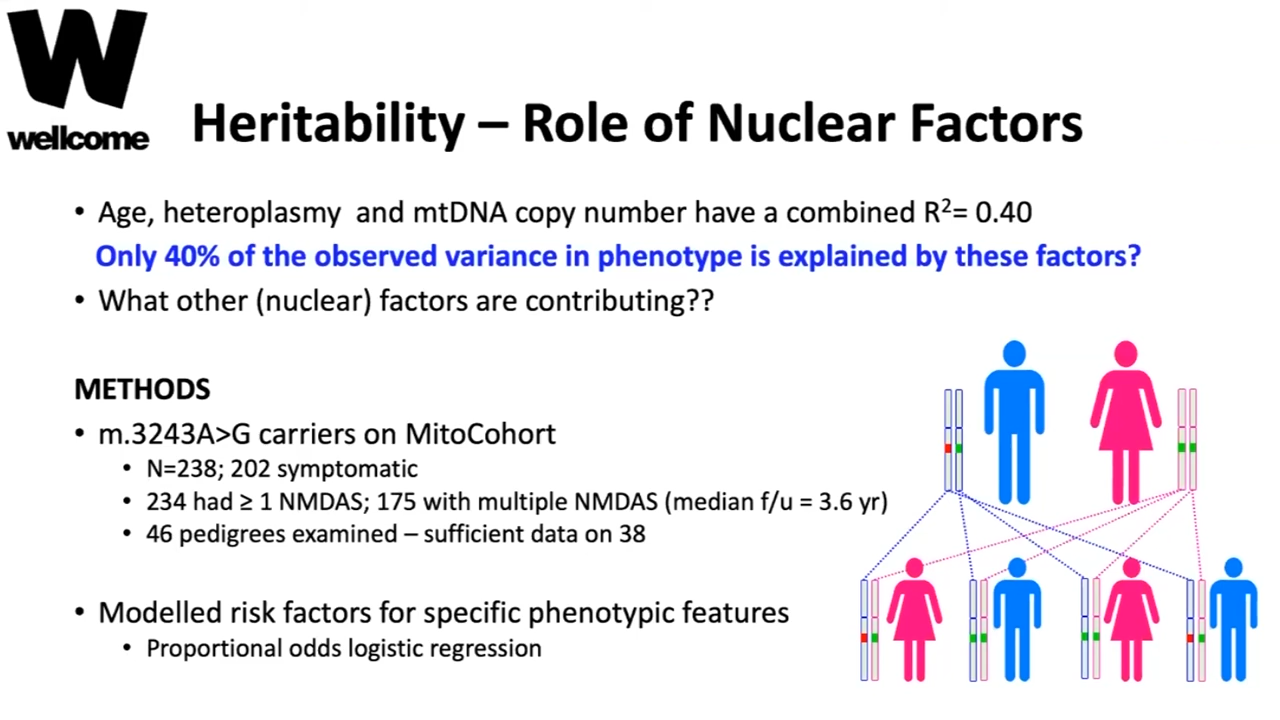 W
wellcome
Heritability – Role of Nuclear Factors
• Age, heteroplasmy and mtDNA copy number have a combined R²= 0.40
Only 40% of the observed variance in phenotype is explained by these factors?
• What other (nuclear) factors are contributing??
METHODS
• m.3243A>G carriers on MitoCohort
• N=238; 202 symptomatic
• 234 had ≥ 1 NMDAS; 175 with multiple NMDAS (median f/u = 3.6 yr)
• 46 pedigrees examined – sufficient data on 38
• Modelled risk factors for specific phenotypic features
• Proportional odds logistic regression